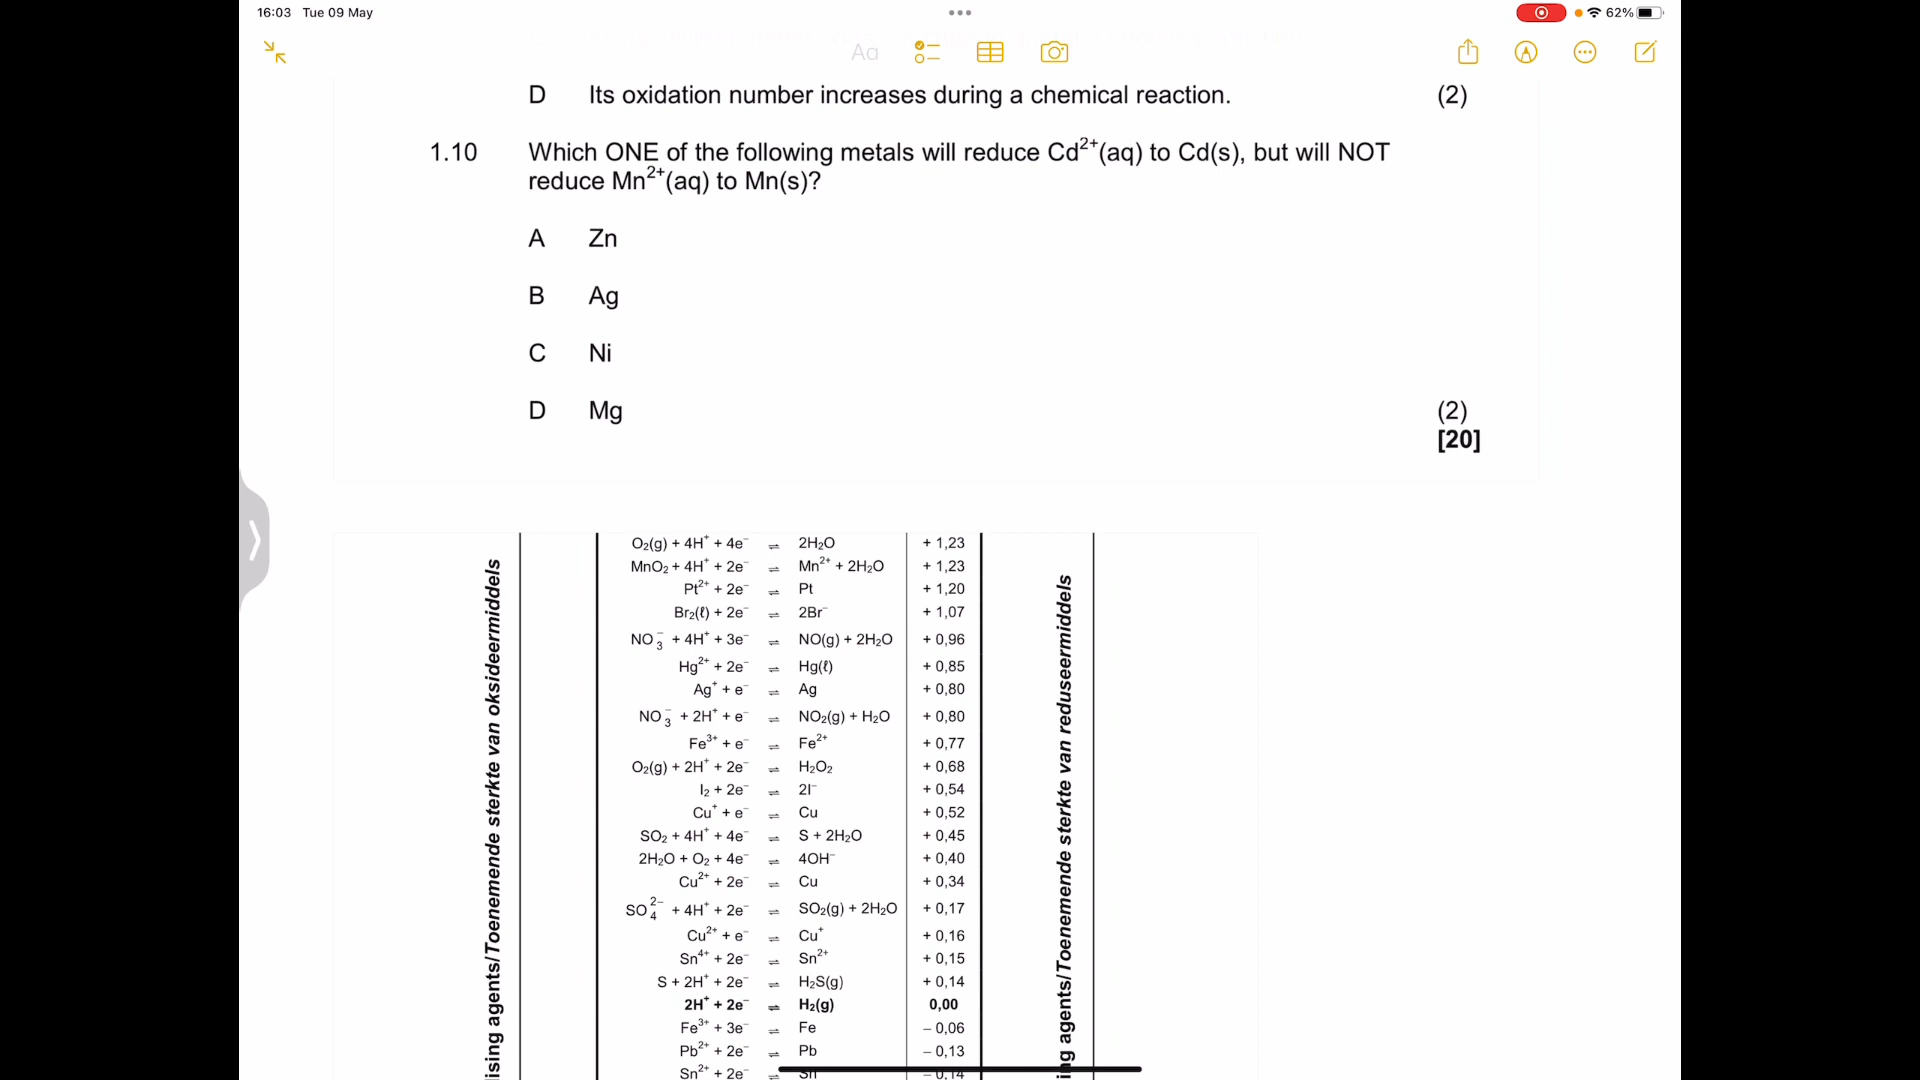 16:03 Tue 09 May
62%
Aa
D Its oxidation number increases during a chemical reaction. (2)
1.10 Which ONE of the following metals will reduce Cd²⁺(aq) to Cd(s), but will NOT
reduce Mn²⁺(aq) to Mn(s)?
A Zn
B Ag
C Ni
D Mg (2)
[20]
O₂(g) + 4H⁺ + 4e⁻ ⇌ 2H₂O + 1,23
MnO₂ + 4H⁺ + 2e⁻ ⇌ Mn²⁺ + 2H₂O + 1,23
Pt²⁺ + 2e⁻ ⇌ Pt + 1,20
Br₂(ℓ) + 2e⁻ ⇌ 2Br⁻ + 1,07
NO₃⁻ + 4H⁺ + 3e⁻ ⇌ NO(g) + 2H₂O + 0,96
Hg²⁺ + 2e⁻ ⇌ Hg(ℓ) + 0,85
Ag⁺ + e⁻ ⇌ Ag + 0,80
NO₃⁻ + 2H⁺ + e⁻ ⇌ NO₂(g) + H₂O + 0,80
Fe³⁺ + e⁻ ⇌ Fe²⁺ + 0,77
O₂(g) + 2H⁺ + 2e⁻ ⇌ H₂O₂ + 0,68
I₂ + 2e⁻ ⇌ 2I⁻ + 0,54
Cu⁺ + e⁻ ⇌ Cu + 0,52
SO₂ + 4H⁺ + 4e⁻ ⇌ S + 2H₂O + 0,45
2H₂O + O₂ + 4e⁻ ⇌ 4OH⁻ + 0,40
Cu²⁺ + 2e⁻ ⇌ Cu + 0,34
SO₄²⁻ + 4H⁺ + 2e⁻ ⇌ SO₂(g) + 2H₂O + 0,17
Cu²⁺ + e⁻ ⇌ Cu⁺ + 0,16
Sn⁴⁺ + 2e⁻ ⇌ Sn²⁺ + 0,15
S + 2H⁺ + 2e⁻ ⇌ H₂S(g) + 0,14
2H⁺ + 2e⁻ ⇌ H₂(g) 0,00
Fe³⁺ + 3e⁻ ⇌ Fe − 0,06
Pb²⁺ + 2e⁻ ⇌ Pb − 0,13
Sn²⁺ + 2e⁻ ⇌ Sn − 0,14
ising agents/Toenemende sterkte van oksideermiddels
ing agents/Toenemende sterkte van reduseermiddels